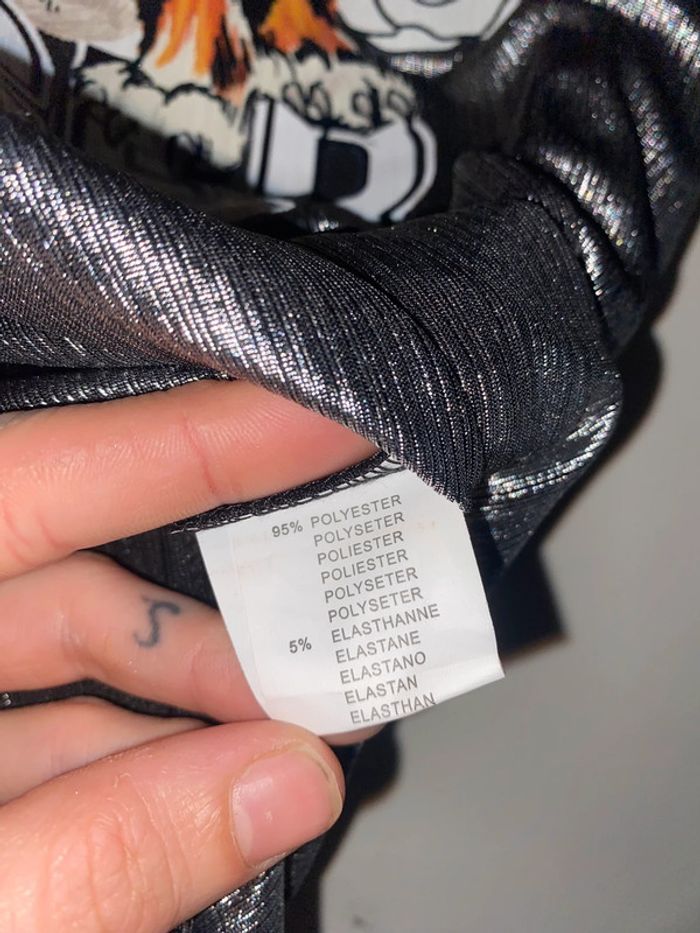 95% POLYESTER
POLYSETER
POLIESTER
POLIESTER
POLYSETER
POLYSETER
5% ELASTHANNE
ELASTANE
ELASTANO
ELASTAN
ELASTHAN